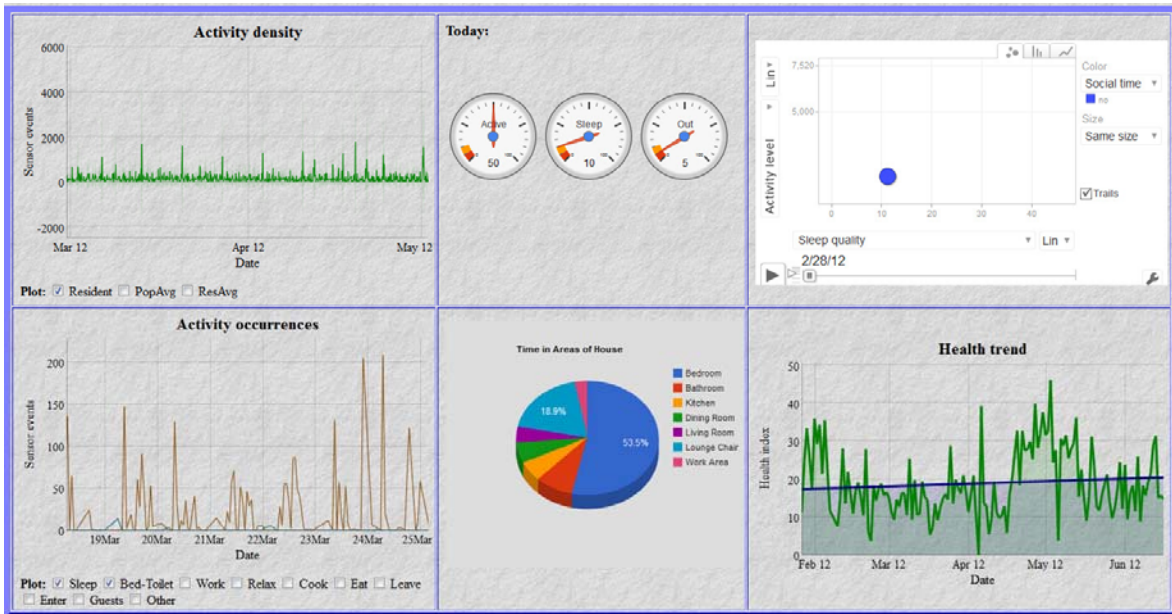 Activity density
6000
4000
2000
0
-2000
Sensor events
Mar 12 Apr 12 May 12
Date
Plot: Resident PopAvg ResAvg
Today:
Active
50
Sleep
10
Out
5
Lin
7,520
5,000
Activity level
0 10 20 30 40
Sleep quality Lin
2/28/12
Color
Social time
no
Size
Same size
Trails
Activity occurrences
200
150
100
50
0
Sensor events
19Mar 20Mar 21Mar 22Mar 23Mar 24Mar 25Mar
Date
Plot: Sleep Bed-Toilet Work Relax Cook Eat Leave
Enter Guests Other
Time in Areas of House
18.9%
53.5%
Bedroom
Bathroom
Kitchen
Dining Room
Living Room
Lounge Chair
Work Area
Health trend
50
40
30
20
10
0
Health index
Feb 12 Mar 12 Apr 12 May 12 Jun 12
Date